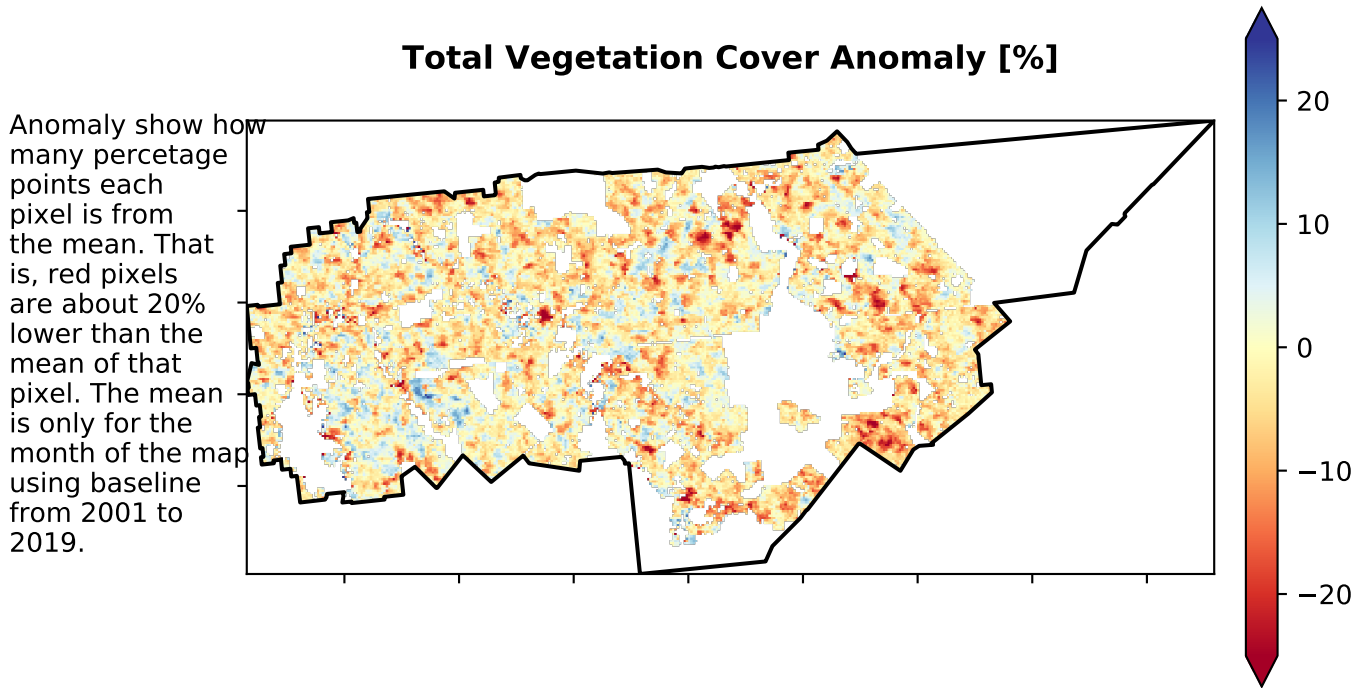 Total Vegetation Cover Anomaly [%]
Anomaly show how
many percetage
points each
pixel is from
the mean. That
is, red pixels
are about 20%
lower than the
mean of that
pixel. The mean
is only for the
month of the map
using baseline
from 2001 to
2019.
20
10
0
−10
−20